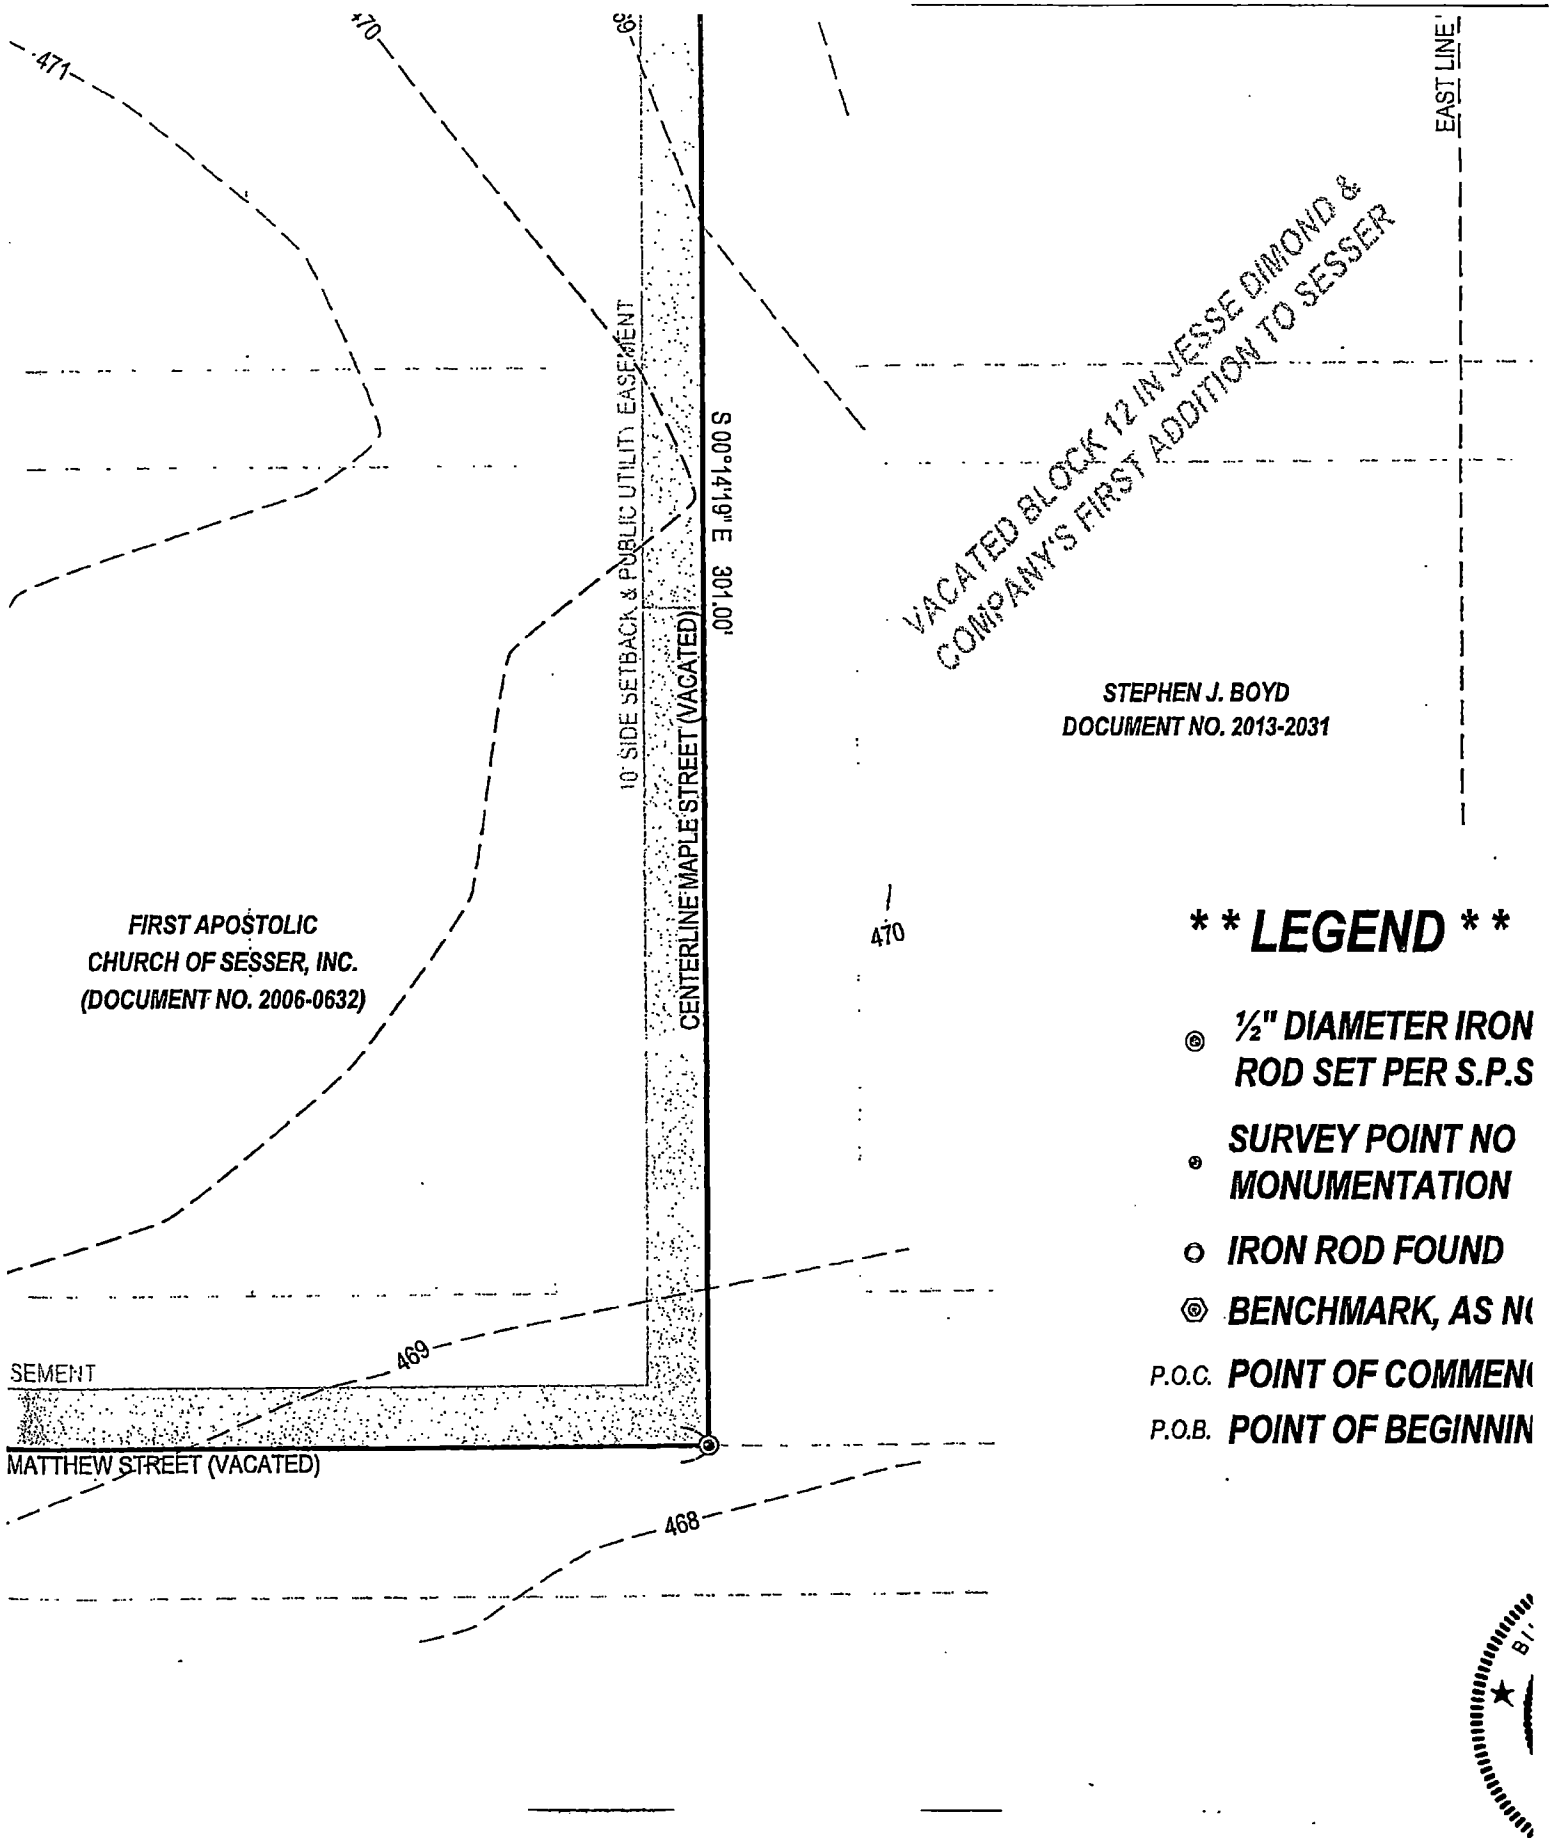 471
470
69
EAST LINE
VACATED BLOCK 12 IN JESSE DIMOND &
COMPANY'S FIRST ADDITION TO SESSER
10' SIDE SETBACK & PUBLIC UTILITY EASEMENT
S 00°14'19" E 301.00'
CENTERLINE MAPLE STREET (VACATED)
STEPHEN J. BOYD
DOCUMENT NO. 2013-2031
FIRST APOSTOLIC
CHURCH OF SESSER, INC.
(DOCUMENT NO. 2006-0632)
470
* * LEGEND * *
½" DIAMETER IRON
ROD SET PER S.P.S
SURVEY POINT NO
MONUMENTATION
IRON ROD FOUND
BENCHMARK, AS NO
P.O.C. POINT OF COMMENC
P.O.B. POINT OF BEGINNIN
SEMENT
469
MATTHEW STREET (VACATED)
468